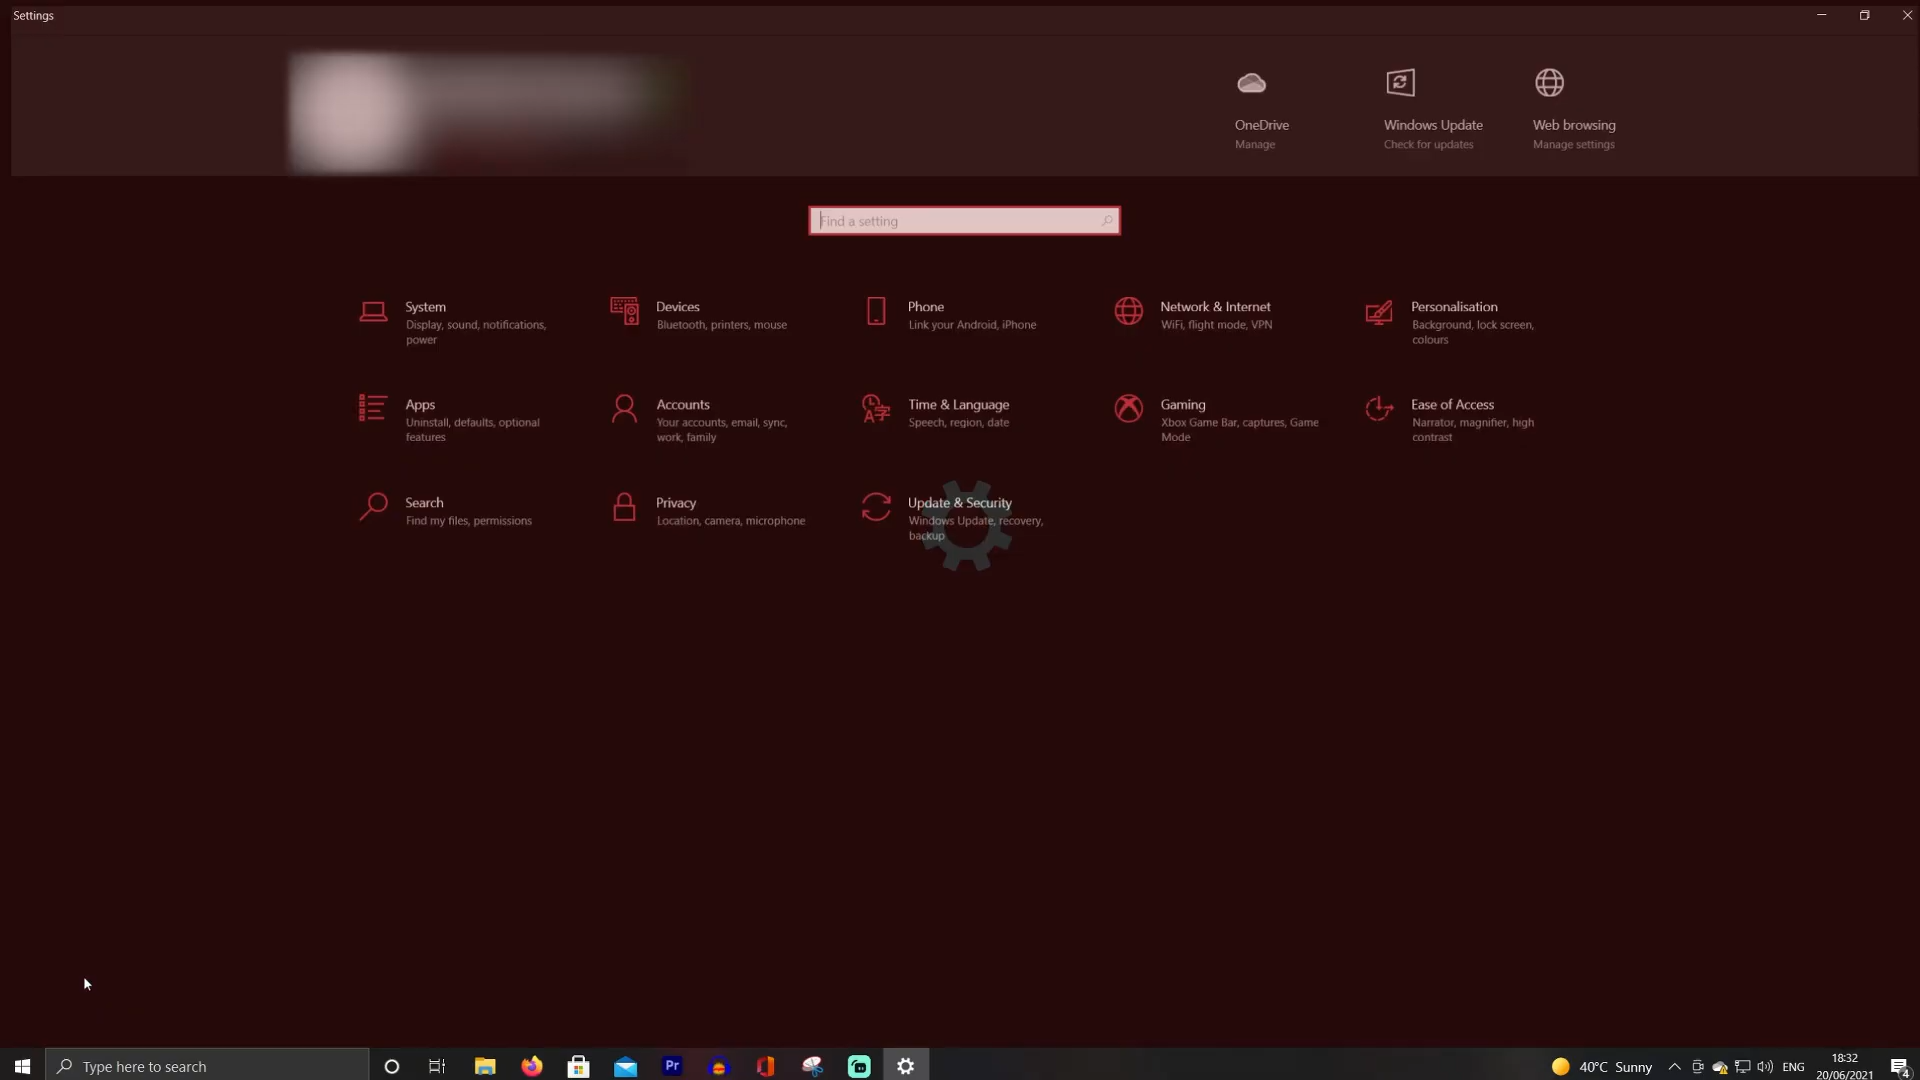 Settings
OneDrive
Manage
Windows Update
Check for updates
Web browsing
Manage settings
Find a setting
System
Display, sound, notifications,
power
Devices
Bluetooth, printers, mouse
Phone
Link your Android, iPhone
Network & Internet
WiFi, flight mode, VPN
Personalisation
Background, lock screen,
colours
Apps
Uninstall, defaults, optional
features
Accounts
Your accounts, email, sync,
work, family
Time & Language
Speech, region, date
Gaming
Xbox Game Bar, captures, Game
Mode
Ease of Access
Narrator, magnifier, high
contrast
Search
Find my files, permissions
Privacy
Location, camera, microphone
Update & Security
Windows Update, recovery,
backup
Type here to search
Pr
40°C Sunny
ENG
18:32
20/06/2021
4